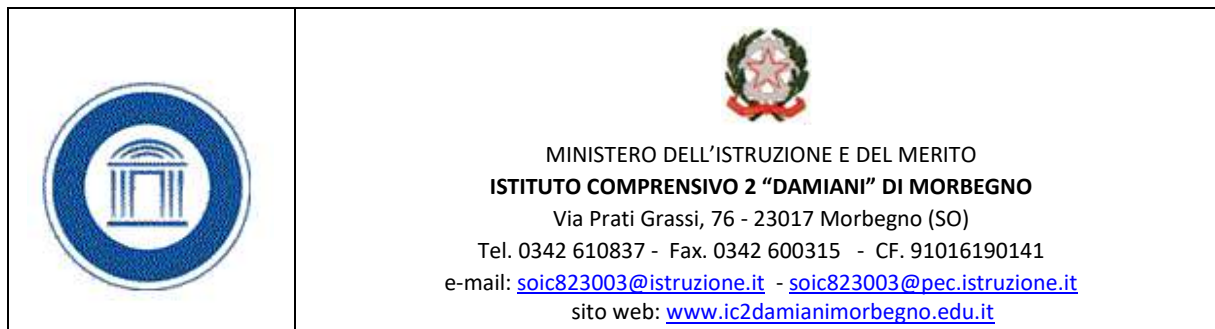 MINISTERO DELL’ISTRUZIONE E DEL MERITO
ISTITUTO COMPRENSIVO 2 “DAMIANI” DI MORBEGNO
Via Prati Grassi, 76 - 23017 Morbegno (SO)
Tel. 0342 610837 - Fax. 0342 600315 - CF. 91016190141
e-mail: soic823003@istruzione.it - soic823003@pec.istruzione.it
sito web: www.ic2damianimorbegno.edu.it